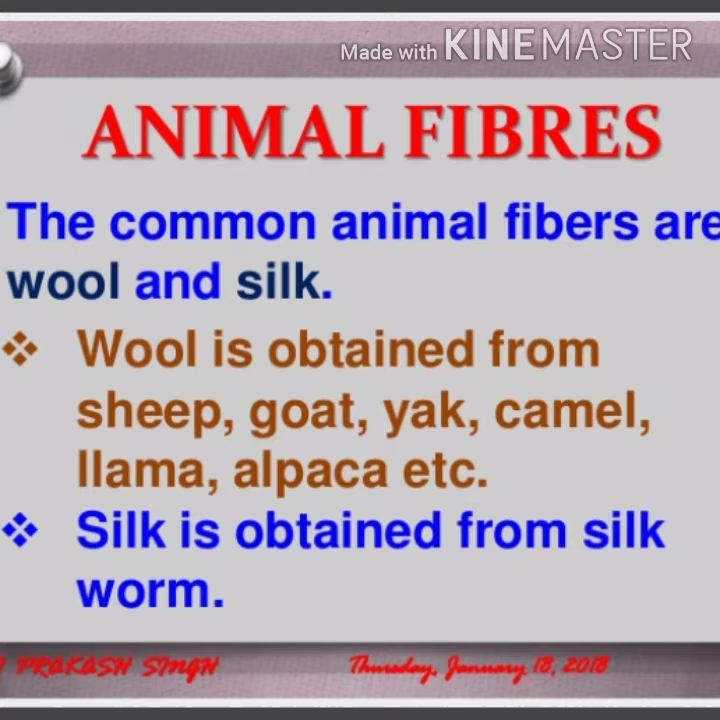 Made with KINEMASTER
ANIMAL FIBRES
The common animal fibers are
wool and silk.
❖ Wool is obtained from
sheep, goat, yak, camel,
llama, alpaca etc.
❖ Silk is obtained from silk
worm.
PRAKASH SINGH Thursday, January 18, 2018